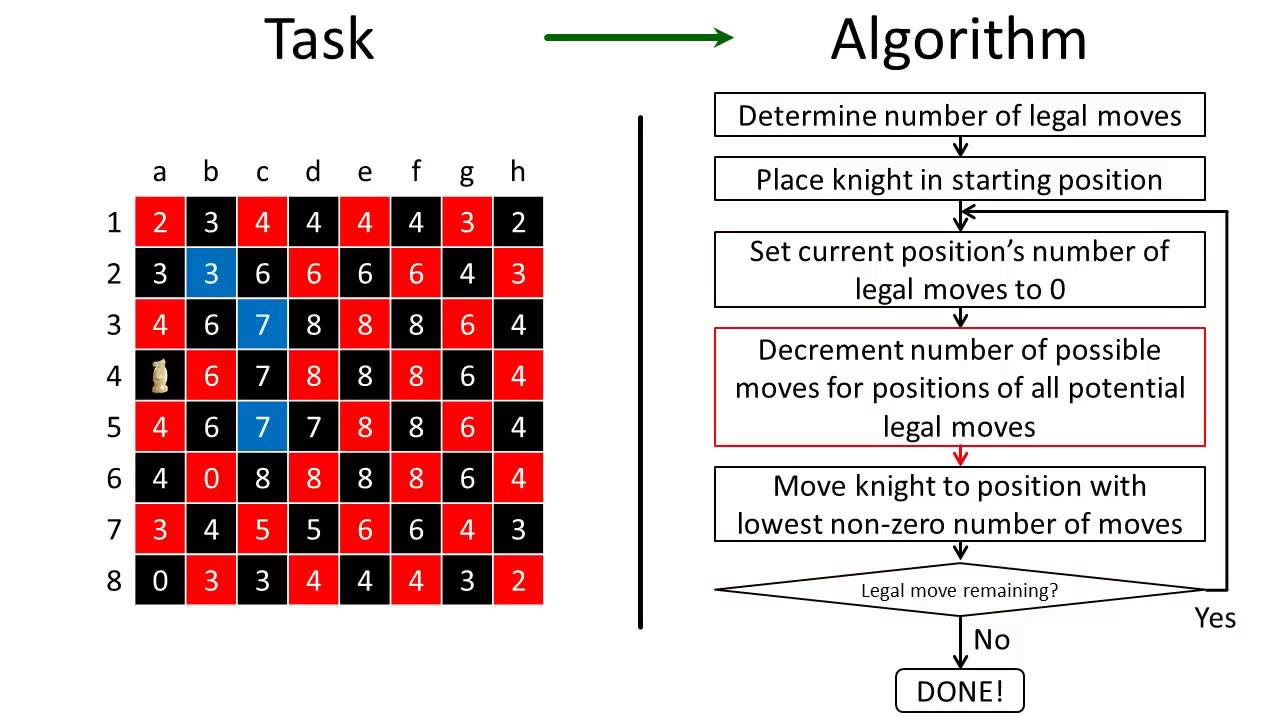 Task
Algorithm
a b c d e f g h
1 2 3 4 4 4 4 3 2
2 3 3 6 6 6 6 4 3
3 4 6 7 8 8 8 6 4
4 6 7 8 8 8 6 4
5 4 6 7 7 8 8 6 4
6 4 0 8 8 8 8 6 4
7 3 4 5 5 6 6 4 3
8 0 3 3 4 4 4 3 2
Determine number of legal moves
Place knight in starting position
Set current position’s number of
legal moves to 0
Decrement number of possible
moves for positions of all potential
legal moves
Move knight to position with
lowest non-zero number of moves
Legal move remaining?
Yes
No
DONE!